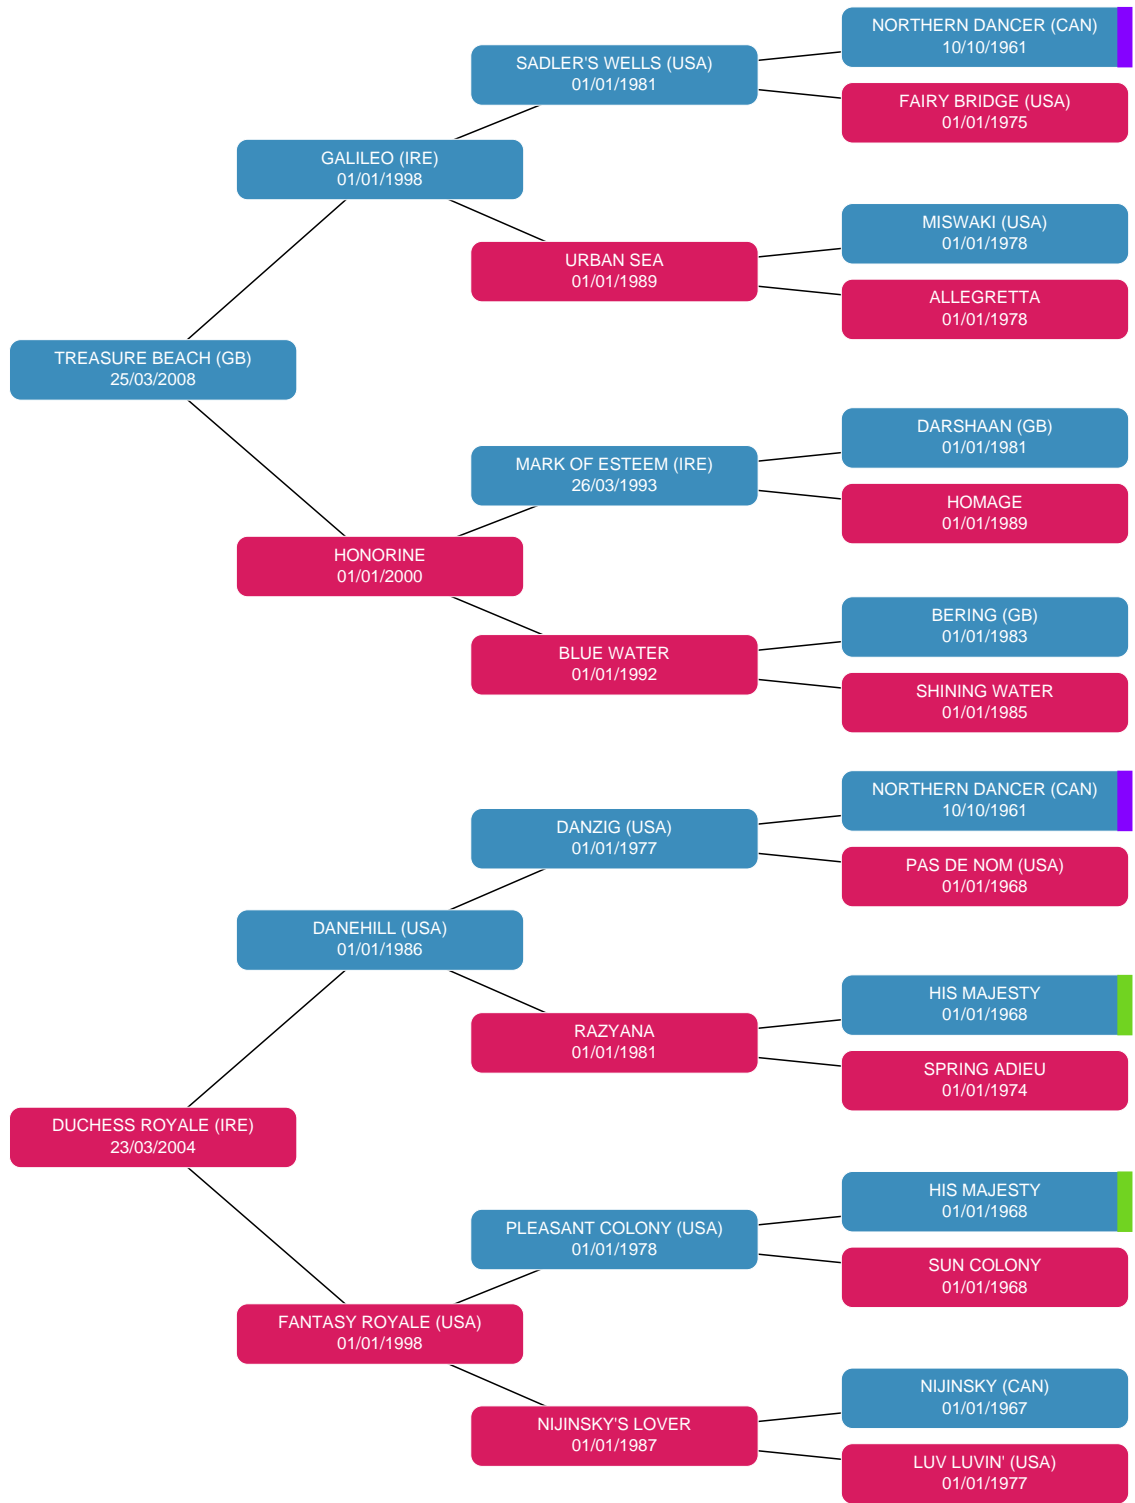 NORTHERN DANCER (CAN)
10/10/1961
SADLER'S WELLS (USA)
01/01/1981
FAIRY BRIDGE (USA)
01/01/1975
GALILEO (IRE)
01/01/1998
MISWAKI (USA)
01/01/1978
URBAN SEA
01/01/1989
ALLEGRETTA
01/01/1978
TREASURE BEACH (GB)
25/03/2008
DARSHAAN (GB)
01/01/1981
MARK OF ESTEEM (IRE)
26/03/1993
HOMAGE
01/01/1989
HONORINE
01/01/2000
BERING (GB)
01/01/1983
BLUE WATER
01/01/1992
SHINING WATER
01/01/1985
NORTHERN DANCER (CAN)
10/10/1961
DANZIG (USA)
01/01/1977
PAS DE NOM (USA)
01/01/1968
DANEHILL (USA)
01/01/1986
HIS MAJESTY
01/01/1968
RAZYANA
01/01/1981
SPRING ADIEU
01/01/1974
DUCHESS ROYALE (IRE)
23/03/2004
HIS MAJESTY
01/01/1968
PLEASANT COLONY (USA)
01/01/1978
SUN COLONY
01/01/1968
FANTASY ROYALE (USA)
01/01/1998
NIJINSKY (CAN)
01/01/1967
NIJINSKY'S LOVER
01/01/1987
LUV LUVIN' (USA)
01/01/1977